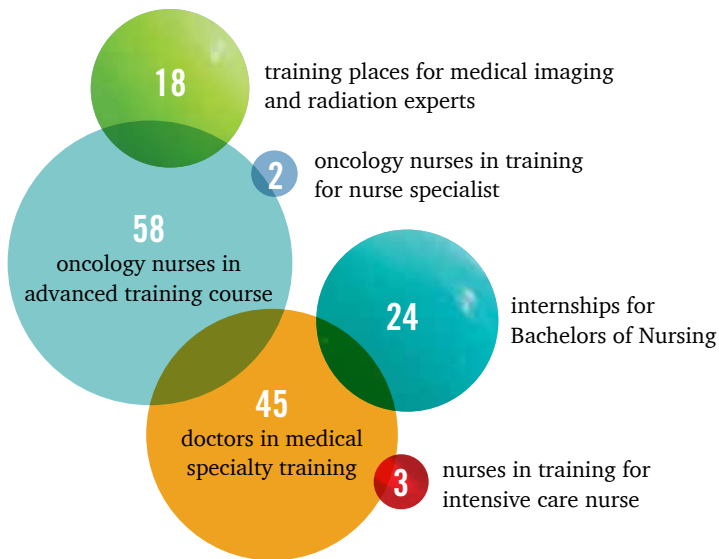 18
training places for medical imaging
and radiation experts
2
oncology nurses in training
for nurse specialist
58
oncology nurses in
advanced training course
24
internships for
Bachelors of Nursing
45
doctors in medical
specialty training
3
nurses in training for
intensive care nurse